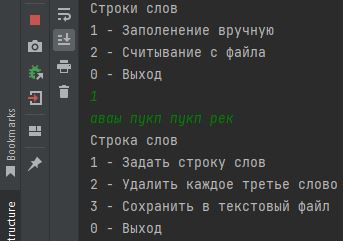 Строки слов
1 - Заполенение вручную
2 - Считывание с файла
0 - Выход
1
аваы пукп пукп рек
Строка слов
1 - Задать строку слов
2 - Удалить каждое третье слово
3 - Сохранить в текстовый файл
0 - Выход
Bookmarks
ructure